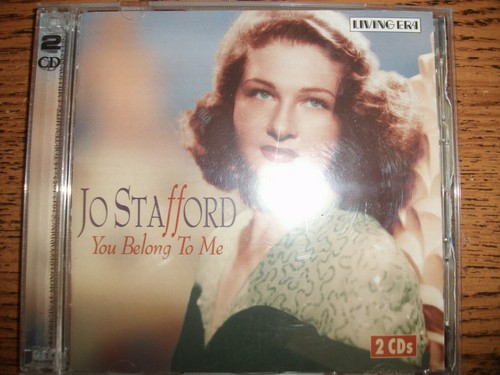 2
CD
LIVING ERA
JO STAffORD
You Belong To Me
2 CDs